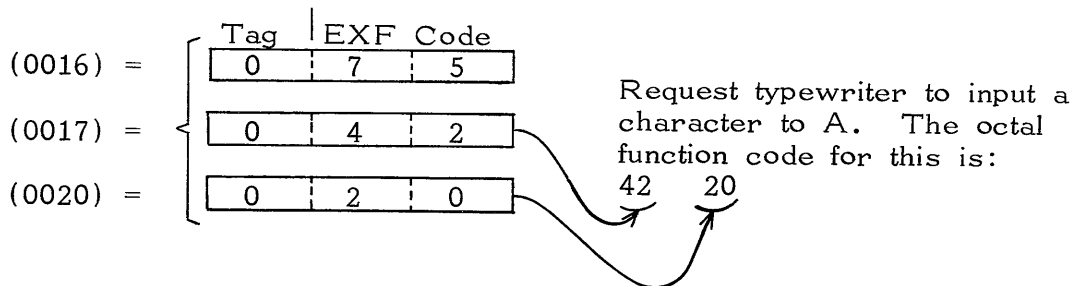 Tag EXF Code
(0016) = 0 7 5
(0017) = 0 4 2
(0020) = 0 2 0
Request typewriter to input a
character to A. The octal
function code for this is:
42 20